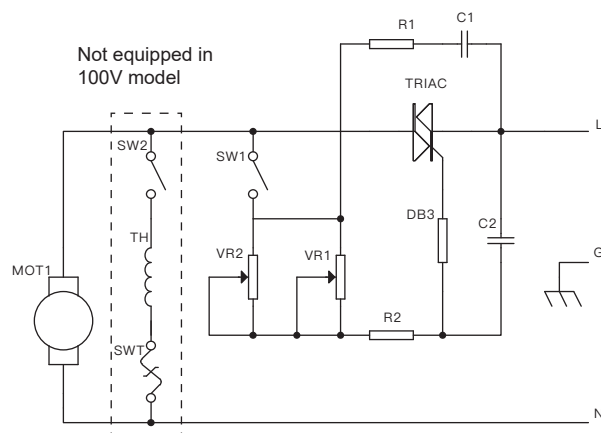 Not equipped in
100V model
R1
C1
TRIAC
L
SW2
SW1
DB3
C2
TH
VR2
VR1
G
MOT1
R2
SWT
N